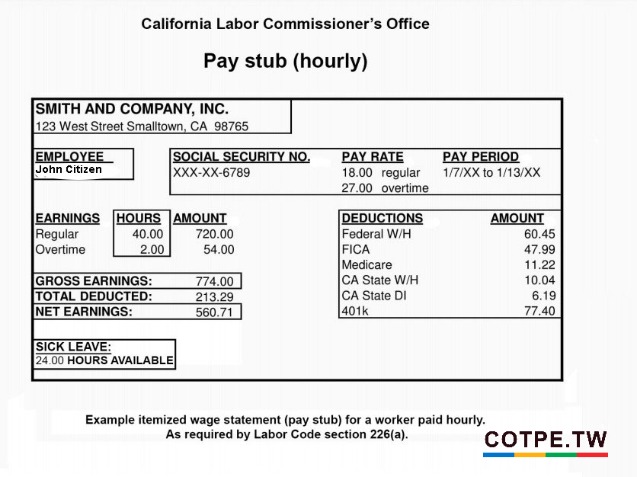 California Labor Commissioner's Office
Pay stub (hourly)
SMITH AND COMPANY, INC.
123 West Street Smalltown, CA 98765
EMPLOYEE SOCIAL SECURITY NO. PAY RATE PAY PERIOD
John Citizen XXX-XX-6789 18.00 regular 1/7/XX to 1/13/XX
27.00 overtime
EARNINGS HOURS AMOUNT DEDUCTIONS AMOUNT
Regular 40.00 720.00 Federal W/H 60.45
Overtime 2.00 54.00 FICA 47.99
Medicare 11.22
GROSS EARNINGS: 774.00 CA State W/H 10.04
TOTAL DEDUCTED: 213.29 CA State DI 6.19
NET EARNINGS: 560.71 401k 77.40
SICK LEAVE:
24.00 HOURS AVAILABLE
Example itemized wage statement (pay stub) for a worker paid hourly.
As required by Labor Code section 226(a).
COTPE.TW